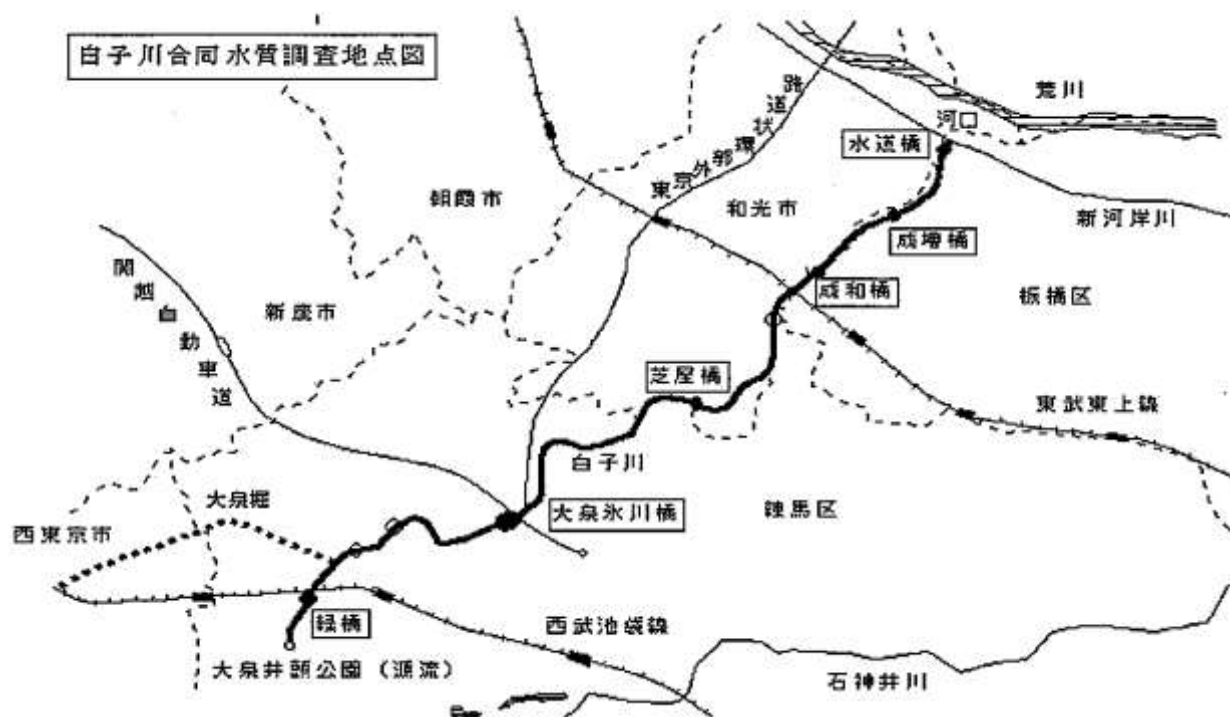 白子川合同水質調査地点図
荒川
河口
水道橋
東京外郭環状道路
朝霞市
和光市
新河岸川
成増橋
関越自動車道
新座市
成和橋
板橋区
芝屋橋
東武東上線
白子川
大泉堀
大泉氷川橋
練馬区
西東京市
緑橋
西武池袋線
大泉井頭公園（源流）
石神井川